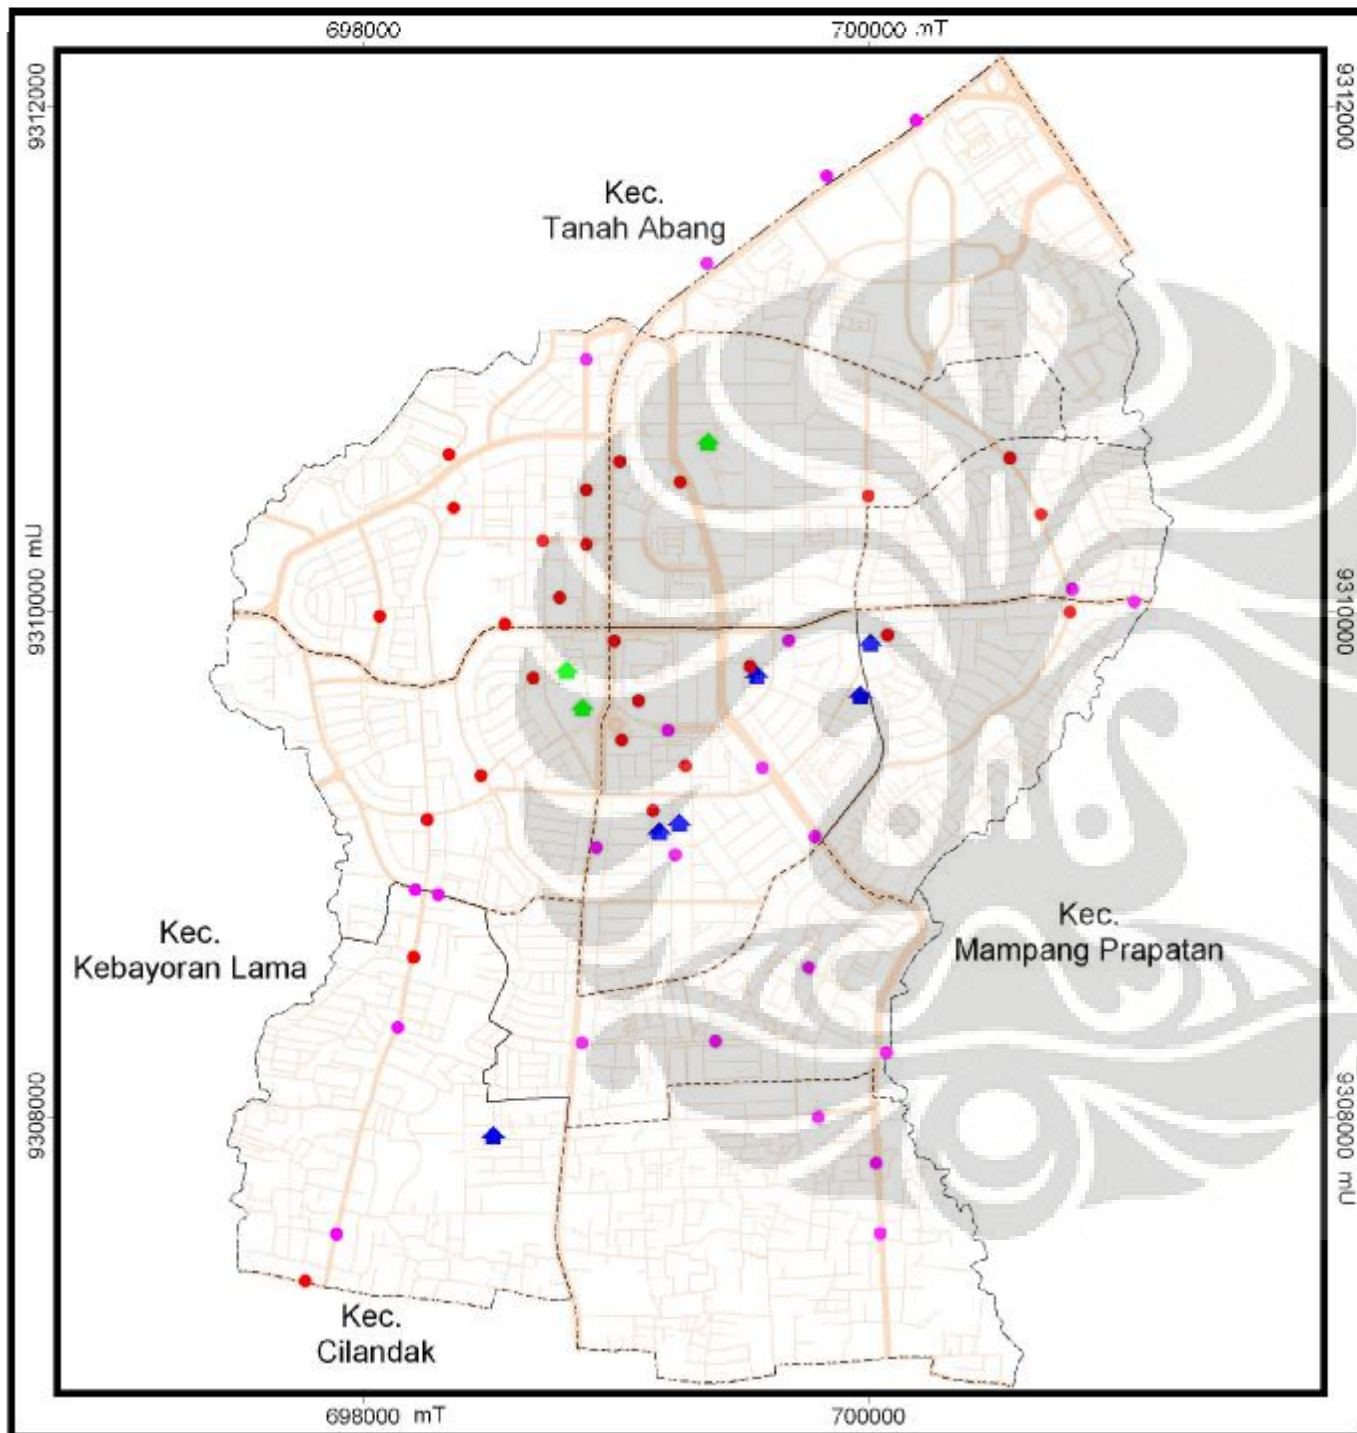 698000
700000 mT
9312000
9312000
Kec.
Tanah Abang
9310000 mU
9310000
Kec.
Kebayoran Lama
Kec.
Mampang Prapatan
9308000
9308000 mU
Kec.
Cilandak
698000 mT
700000